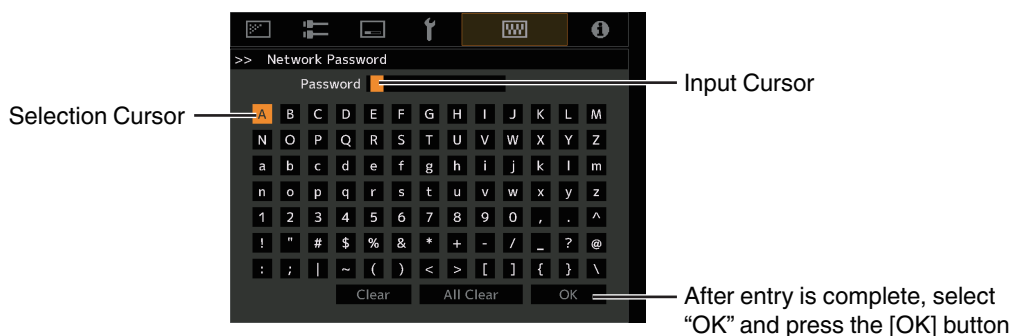 >> Network Password
Password
Input Cursor
Selection Cursor
A B C D E F G H I J K L M
N O P Q R S T U V W X Y Z
a b c d e f g h i j k l m
n o p q r s t u v w x y z
1 2 3 4 5 6 7 8 9 0 , . ^
! " # $ % & * + - / _ ? @
: ; | ~ ( ) < > [ ] { } \
Clear All Clear OK
After entry is complete, select
“OK” and press the [OK] button